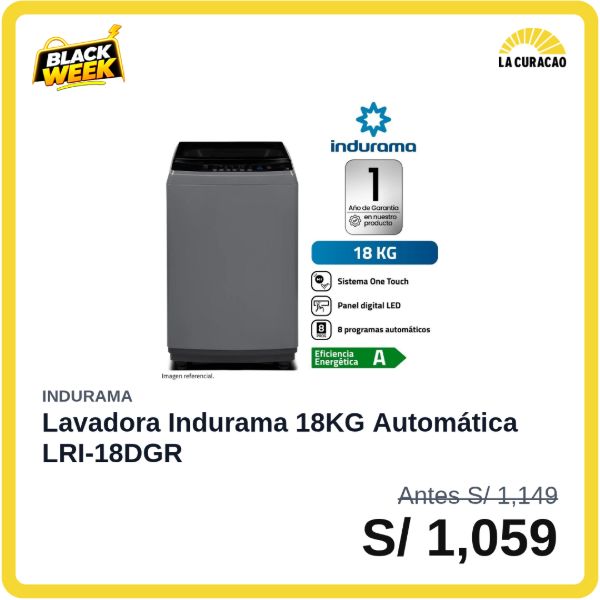 BLACK
WEEK
LA CURACAO
indurama
1
Año de Garantía
en nuestro
producto
18 KG
Sistema One Touch
Panel digital LED
8
PROG
8 programas automáticos
Eficiencia
Energética
A
Imagen referencial.
INDURAMA
Lavadora Indurama 18KG Automática
LRI-18DGR
Antes S/ 1,149
S/ 1,059